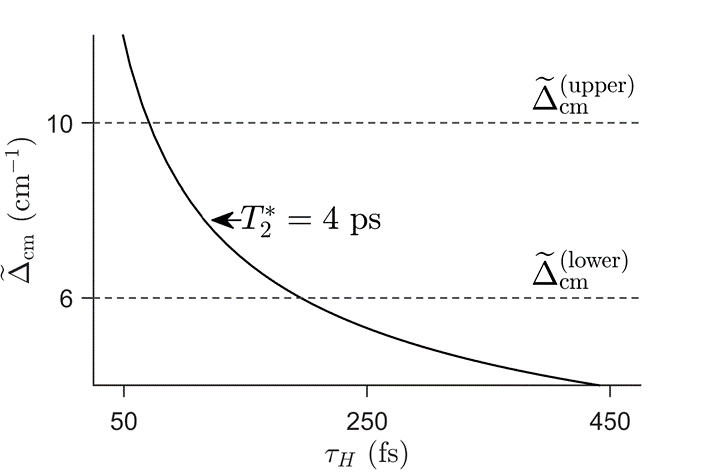 Δ̃cm^(upper)
10
Δ̃cm (cm⁻¹)
T₂* = 4 ps
Δ̃cm^(lower)
6
50 250 450
τH (fs)